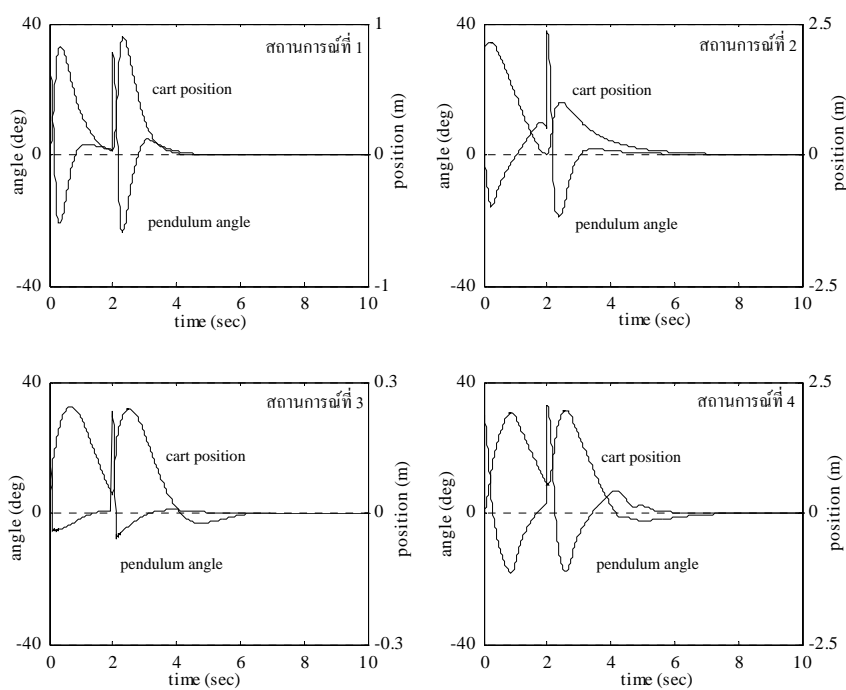 40
1
สถานการณ์ที่ 1
cart position
angle (deg)
0
0
position (m)
pendulum angle
-40
-1
0 2 4 6 8 10
time (sec)
40
2.5
สถานการณ์ที่ 2
cart position
angle (deg)
0
0
position (m)
pendulum angle
-40
-2.5
0 2 4 6 8 10
time (sec)
40
0.3
สถานการณ์ที่ 3
cart position
angle (deg)
0
0
position (m)
pendulum angle
-40
-0.3
0 2 4 6 8 10
time (sec)
40
2.5
สถานการณ์ที่ 4
cart position
angle (deg)
0
0
position (m)
pendulum angle
-40
-2.5
0 2 4 6 8 10
time (sec)